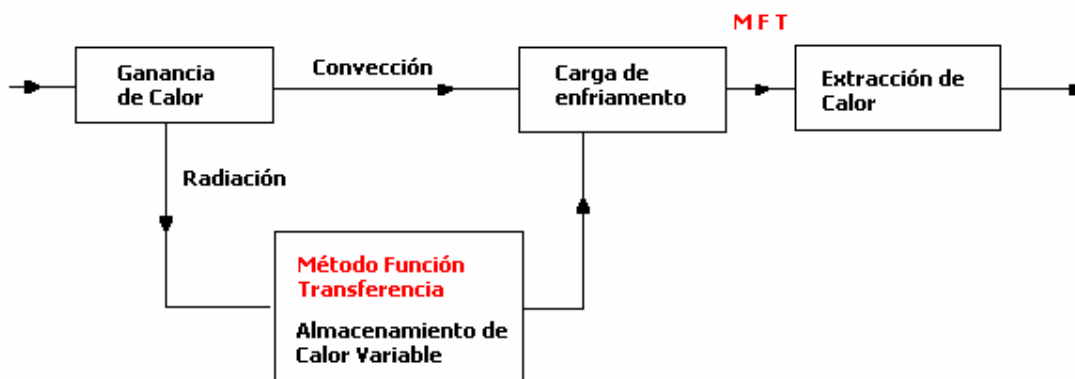 M F T
Ganancia
de Calor
Convección
Carga de
enfriamento
Extracción de
Calor
Radiación
Método Función
Transferencia
Almacenamiento de
Calor Variable